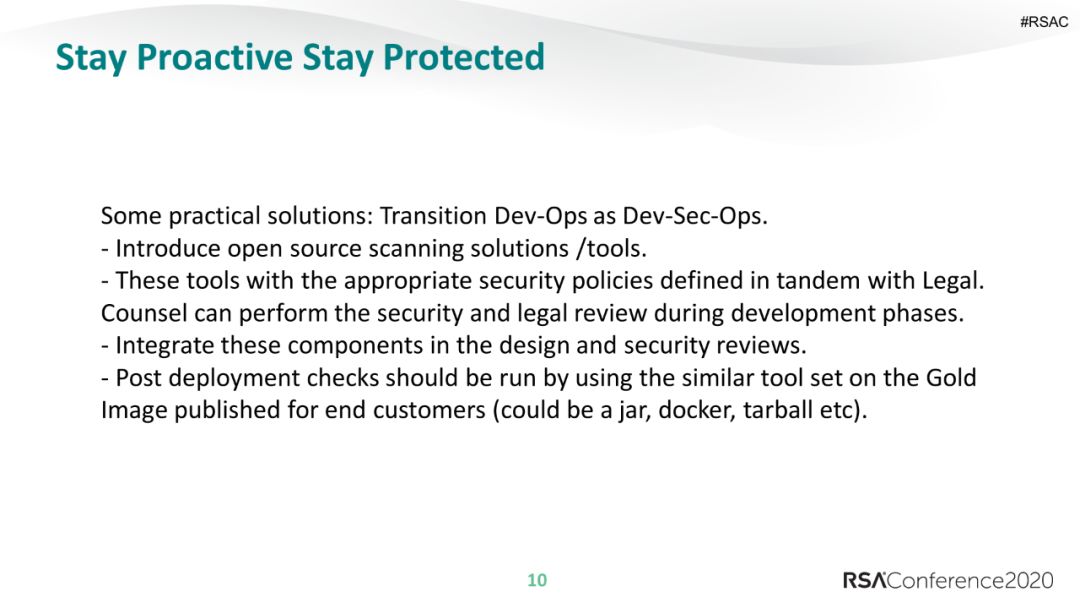 #RSAC
Stay Proactive Stay Protected
Some practical solutions: Transition Dev-Ops as Dev-Sec-Ops.
- Introduce open source scanning solutions /tools.
- These tools with the appropriate security policies defined in tandem with Legal.
Counsel can perform the security and legal review during development phases.
- Integrate these components in the design and security reviews.
- Post deployment checks should be run by using the similar tool set on the Gold
Image published for end customers (could be a jar, docker, tarball etc).
10
RSAConference2020